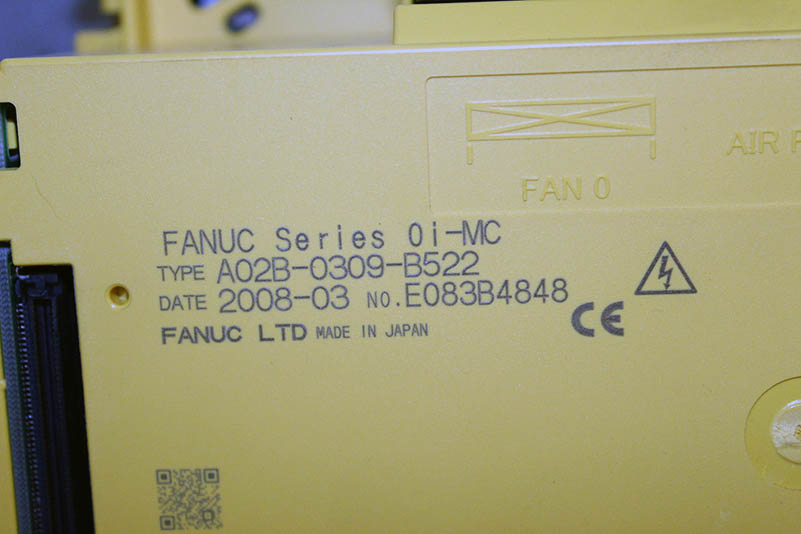 FAN 0
AIR
FANUC Series 0i-MC
TYPE A02B-0309-B522
DATE 2008-03 NO.E083B4848
FANUC LTD MADE IN JAPAN
CE